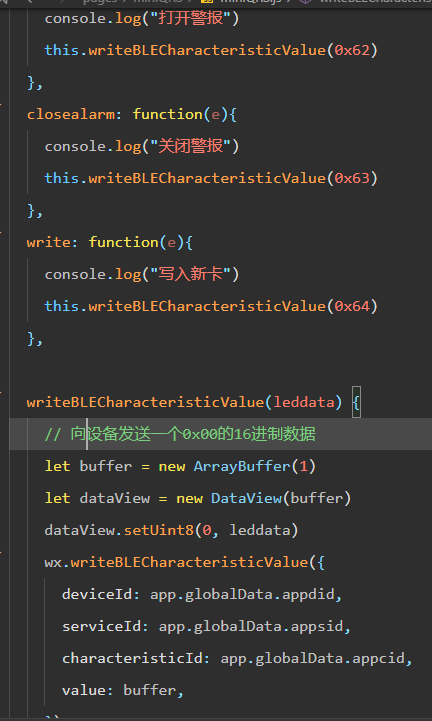 console.log("打开警报")
this.writeBLECharacteristicValue(0x62)
},
closealarm: function(e){
console.log("关闭警报")
this.writeBLECharacteristicValue(0x63)
},
write: function(e){
console.log("写入新卡")
this.writeBLECharacteristicValue(0x64)
},
writeBLECharacteristicValue(leddata) {
// 向设备发送一个0x00的16进制数据
let buffer = new ArrayBuffer(1)
let dataView = new DataView(buffer)
dataView.setUint8(0, leddata)
wx.writeBLECharacteristicValue({
deviceId: app.globalData.appdid,
serviceId: app.globalData.appsid,
characteristicId: app.globalData.appcid,
value: buffer,